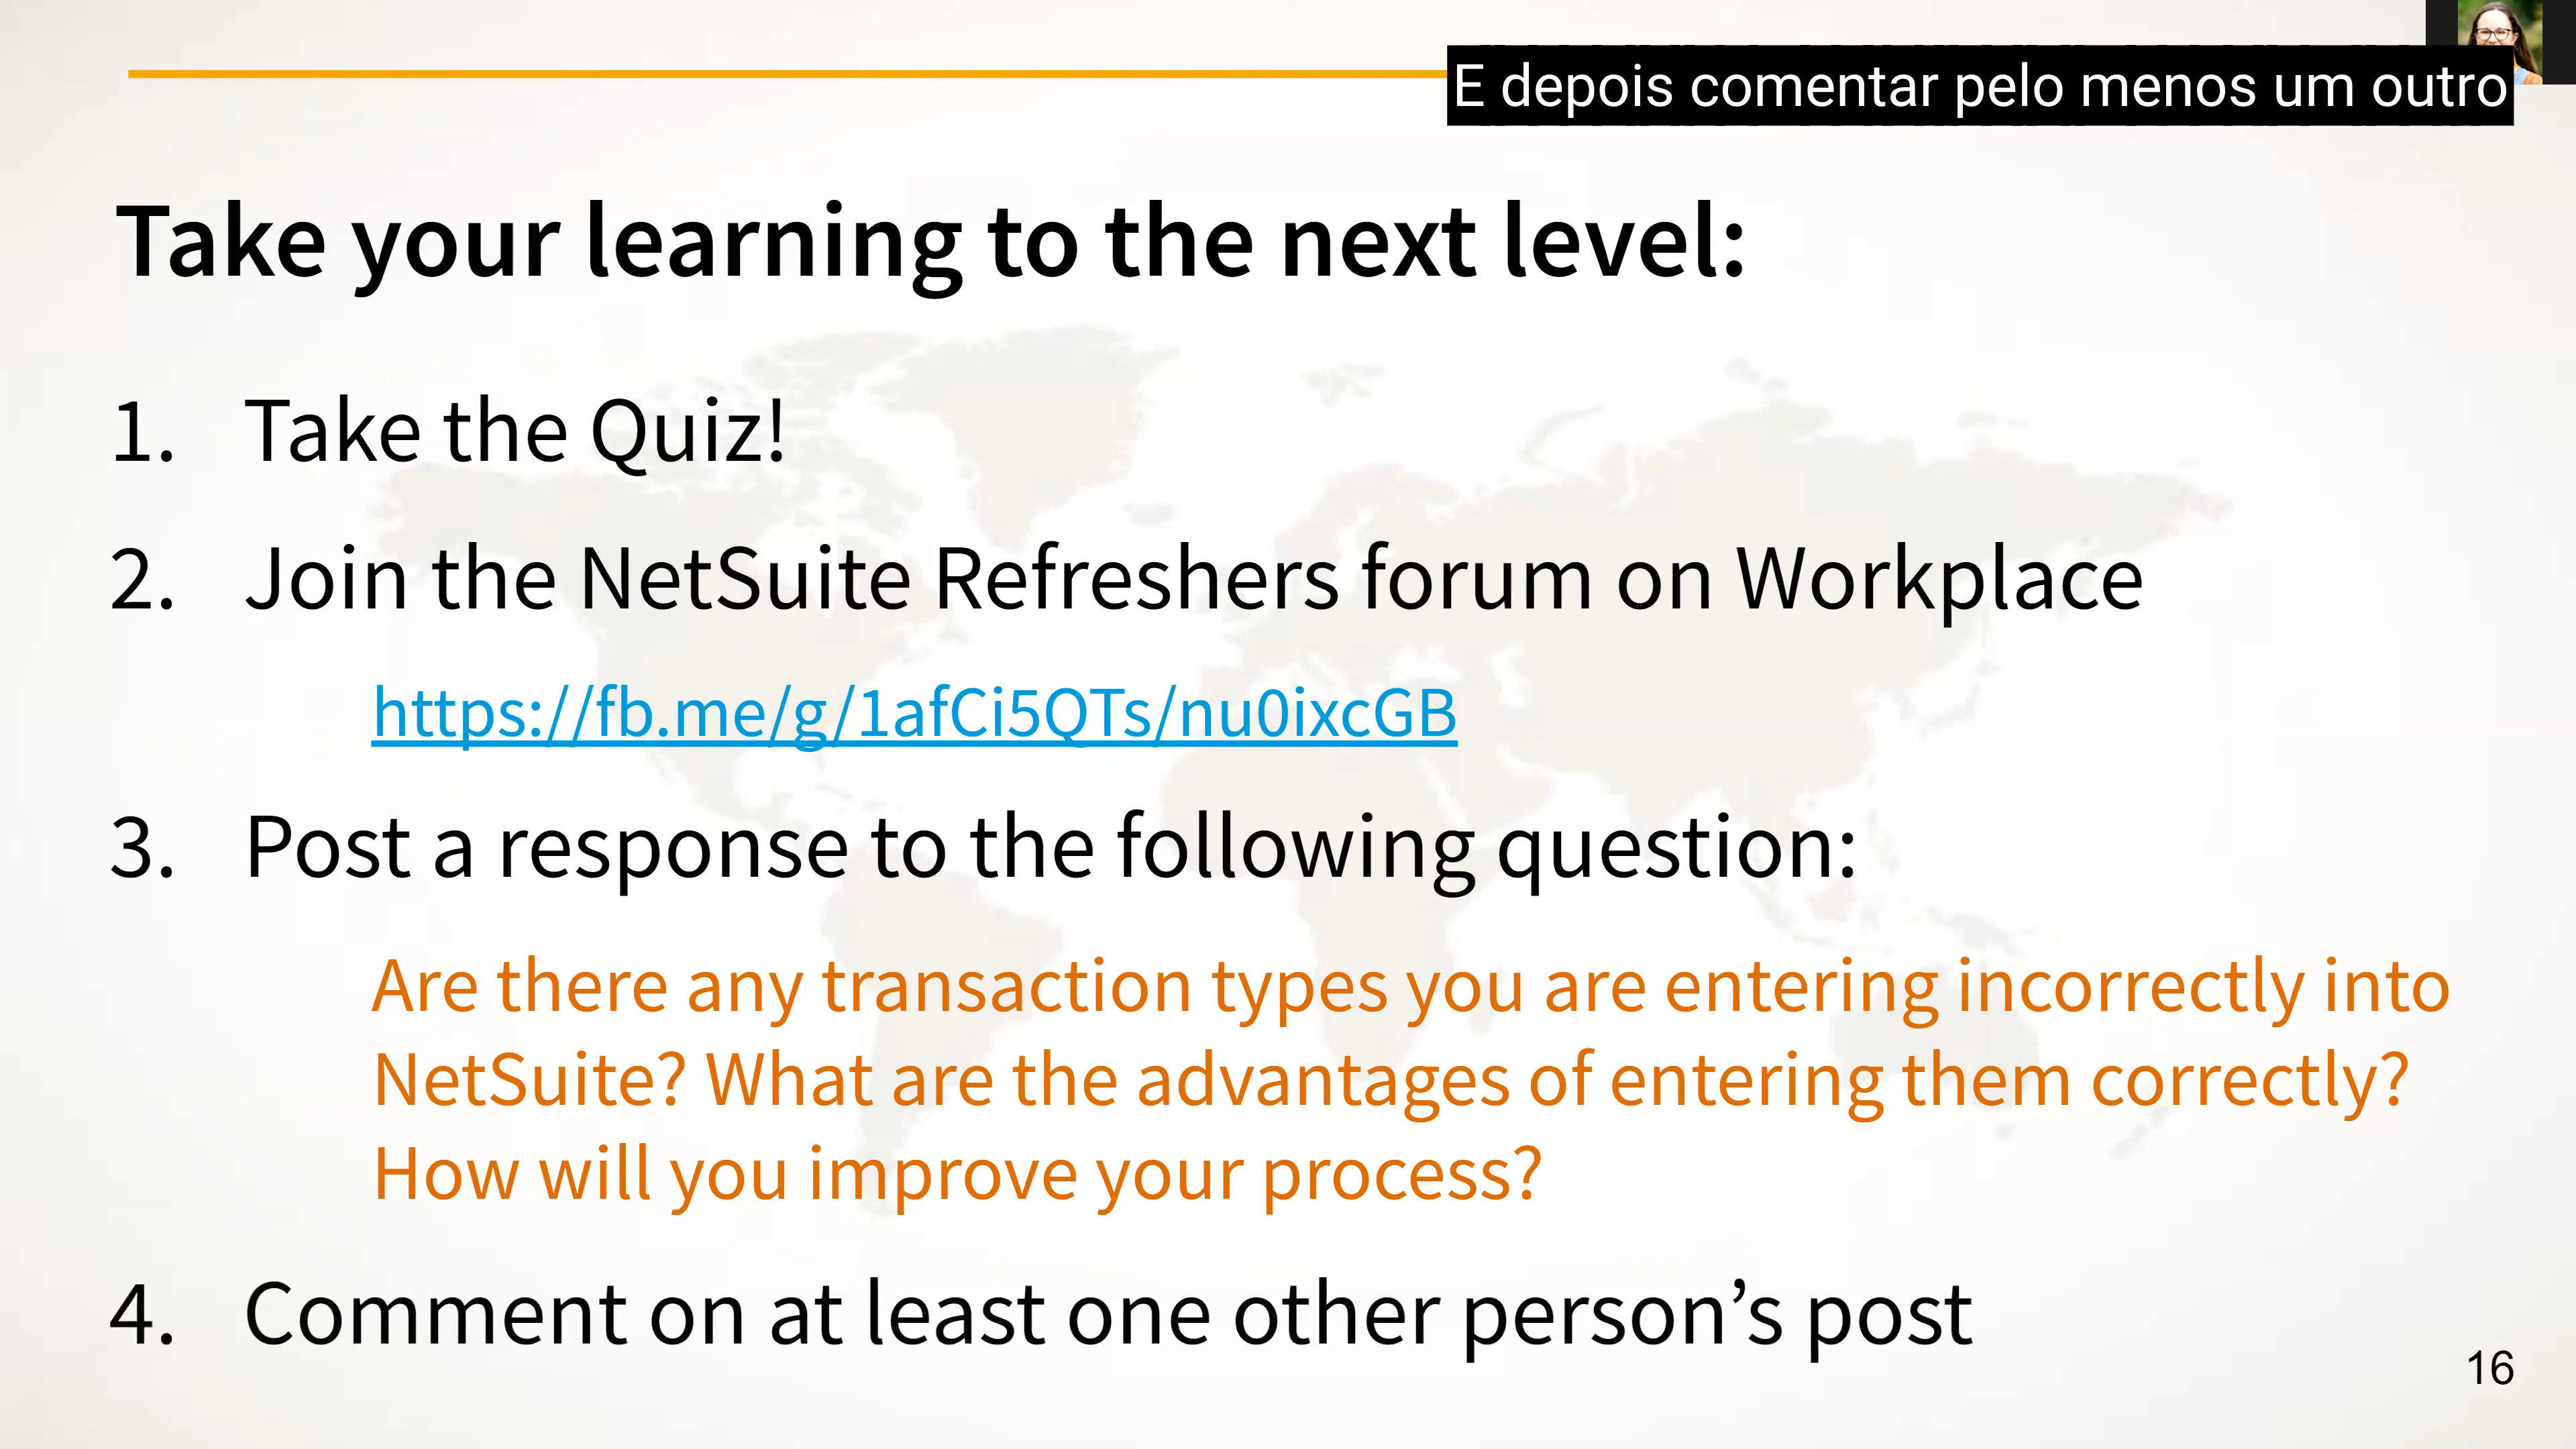 E depois comentar pelo menos um outro
Take your learning to the next level:
1. Take the Quiz!
2. Join the NetSuite Refreshers forum on Workplace
https://fb.me/g/1afCi5QTs/nu0ixcGB
3. Post a response to the following question:
Are there any transaction types you are entering incorrectly into
NetSuite? What are the advantages of entering them correctly?
How will you improve your process?
4. Comment on at least one other person’s post
16